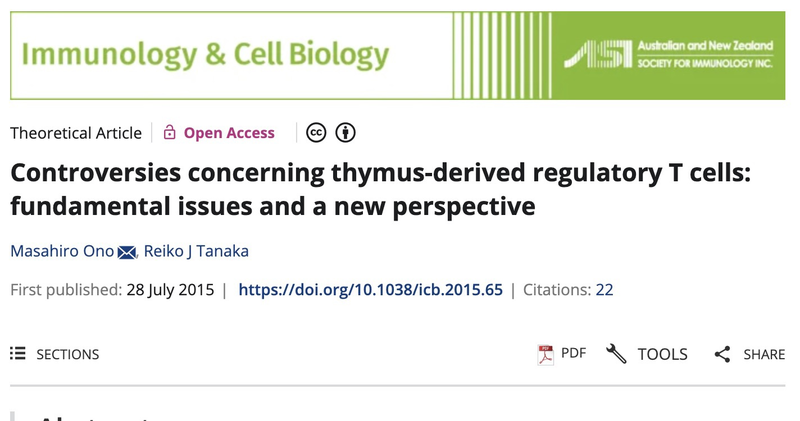 Immunology & Cell Biology
ASI
Australian and New Zealand
SOCIETY FOR IMMUNOLOGY INC.
Theoretical Article
Open Access
cc
Controversies concerning thymus-derived regulatory T cells:
fundamental issues and a new perspective
Masahiro Ono, Reiko J Tanaka
First published: 28 July 2015 | https://doi.org/10.1038/icb.2015.65 | Citations: 22
SECTIONS
PDF
TOOLS
SHARE